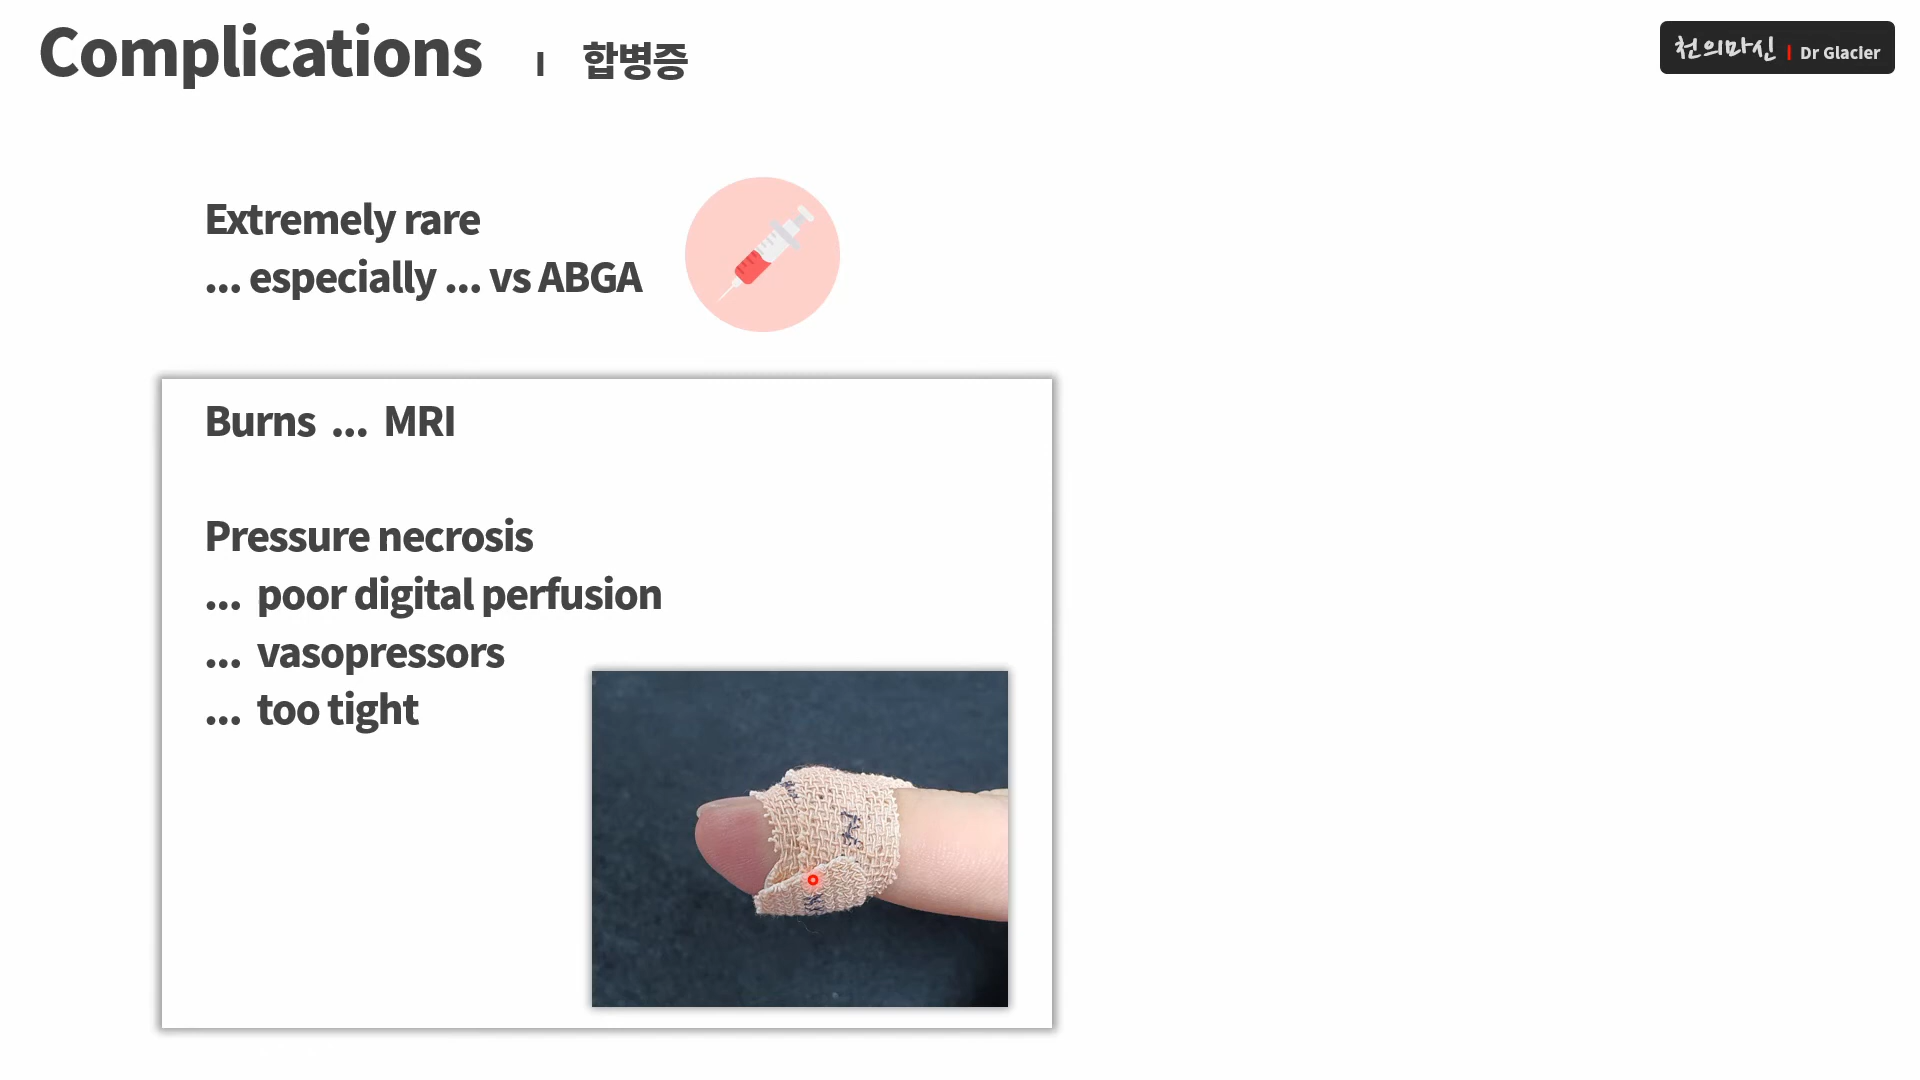 Complications ı 합병증
천의마신 | Dr Glacier
Extremely rare
... especially ... vs ABGA
Burns ... MRI
Pressure necrosis
... poor digital perfusion
... vasopressors
... too tight